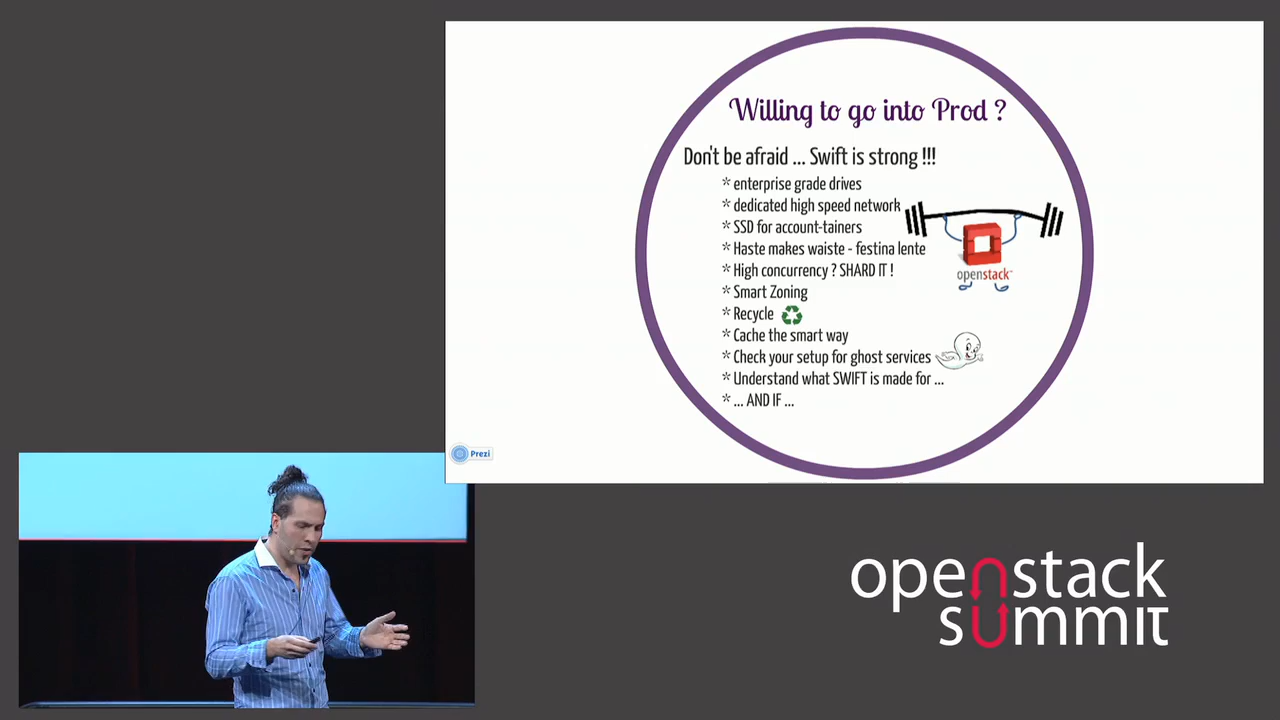 Willing to go into Prod ?
Don't be afraid ... Swift is strong !!!
* enterprise grade drives
* dedicated high speed network
* SSD for account-tainers
* Haste makes waiste - festina lente
* High concurrency ? SHARD IT !
* Smart Zoning
* Recycle
* Cache the smart way
* Check your setup for ghost services
* Understand what SWIFT is made for ...
* ... AND IF ...
openstack™
Prezi
openstack
summit